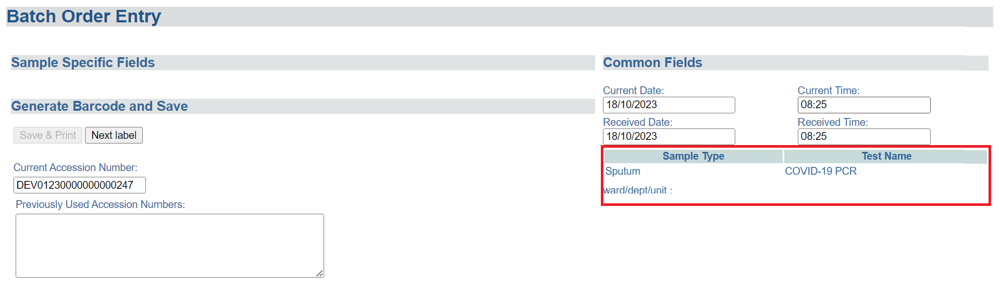 Batch Order Entry
Sample Specific Fields
Generate Barcode and Save
Save & Print Next label
Current Accession Number:
DEV01230000000000247
Previously Used Accession Numbers:
Common Fields
Current Date: Current Time:
18/10/2023 08:25
Received Date: Received Time:
18/10/2023 08:25
Sample Type Test Name
Sputum COVID-19 PCR
ward/dept/unit :